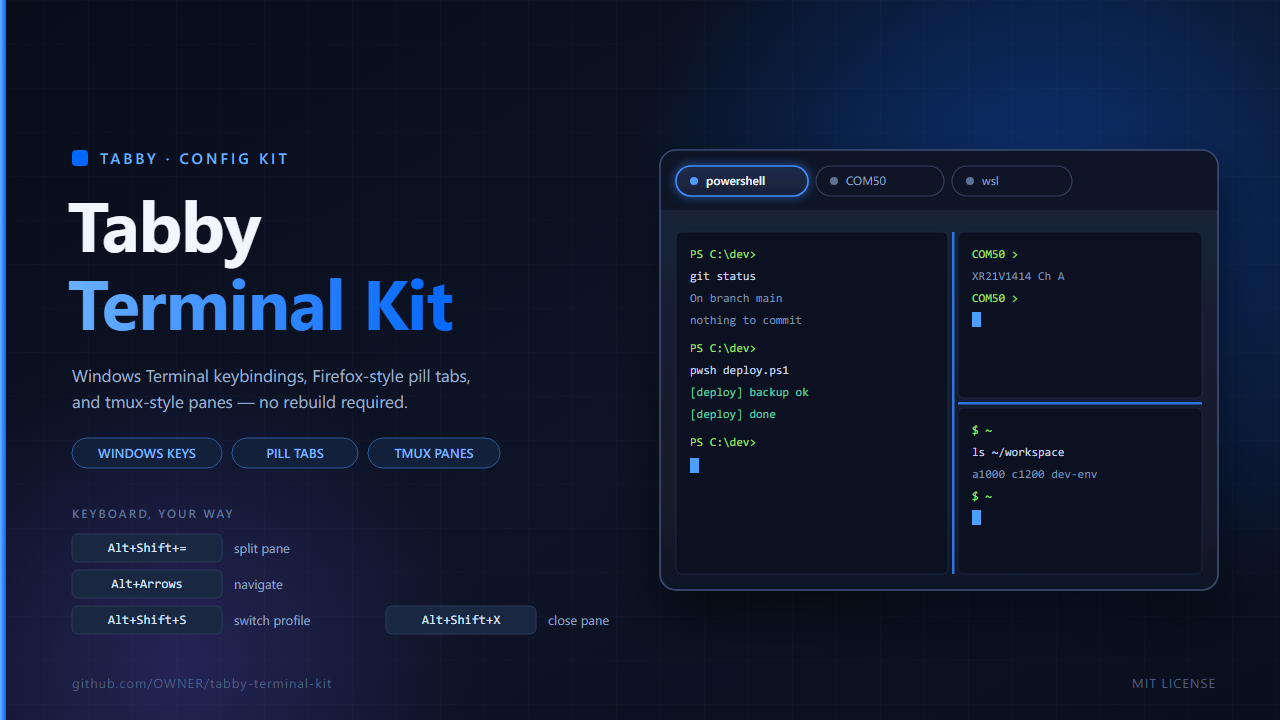 TABBY · CONFIG KIT
Tabby
Terminal Kit
Windows Terminal keybindings, Firefox-style pill tabs,
and tmux-style panes — no rebuild required.
WINDOWS KEYS
PILL TABS
TMUX PANES
KEYBOARD, YOUR WAY
Alt+Shift+= split pane
Alt+Arrows navigate
Alt+Shift+S switch profile
Alt+Shift+X close pane
github.com/OWNER/tabby-terminal-kit
powershell
COM50
wsl
PS C:\dev>
git status
On branch main
nothing to commit
PS C:\dev>
pwsh deploy.ps1
[deploy] backup ok
[deploy] done
PS C:\dev>
COM50 >
XR21V1414 Ch A
COM50 >
$ ~
ls ~/workspace
a1000 c1200 dev-env
$ ~
MIT LICENSE